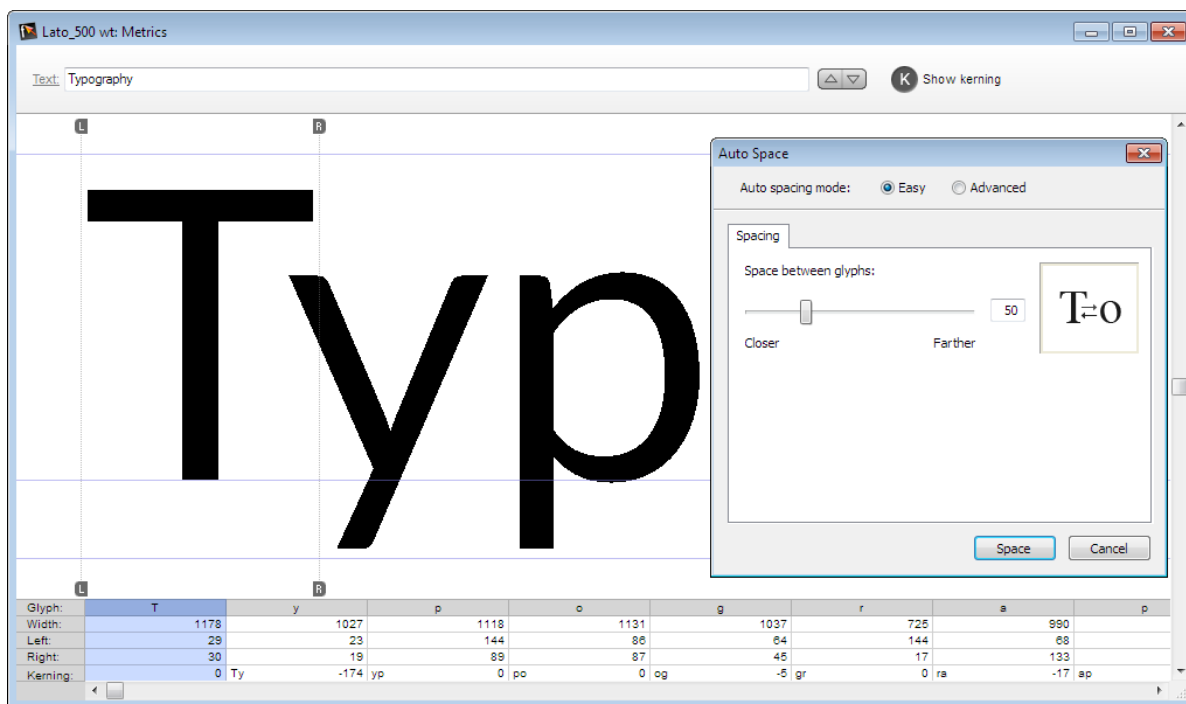 Lato_500 wt: Metrics
Text: Typography
K Show kerning
L R
Typ
Auto Space
Auto spacing mode: Easy Advanced
Spacing
Space between glyphs:
50
T⇄o
Closer Farther
Space Cancel
L R
Glyph: T y p o g r a p
Width: 1178 1027 1118 1131 1037 725 990
Left: 29 23 144 86 64 144 68
Right: 30 19 89 87 45 17 133
Kerning: 0 Ty -174 yp 0 po 0 og -5 gr 0 ra -17 ap